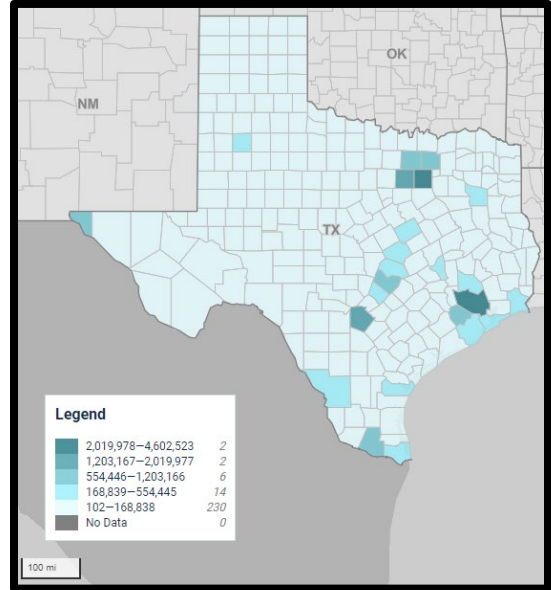 OK
NM
TX
Legend
2,019,978–4,602,523 2
1,203,167–2,019,977 2
554,446–1,203,166 6
168,839–554,445 14
102–168,838 230
No Data 0
100 mi